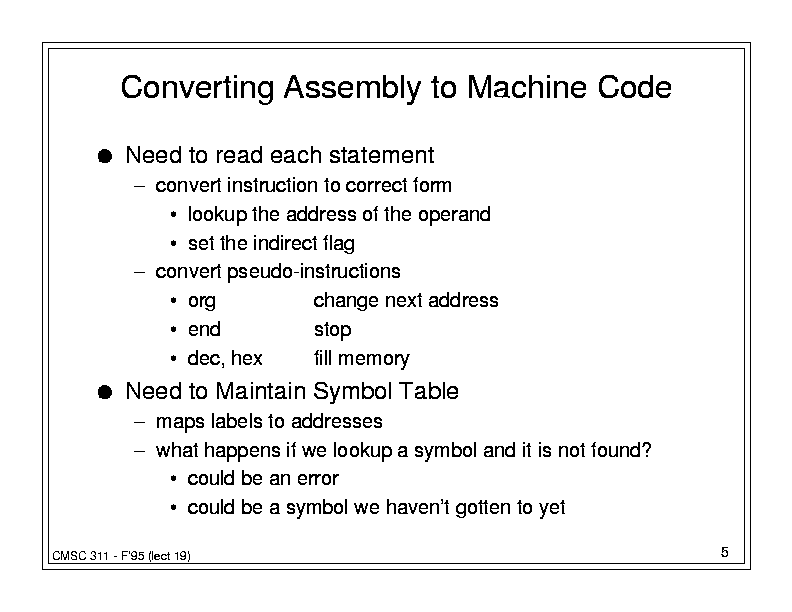 Converting Assembly to Machine Code
● Need to read each statement
– convert instruction to correct form
• lookup the address of the operand
• set the indirect flag
– convert pseudo-instructions
• org change next address
• end stop
• dec, hex fill memory
● Need to Maintain Symbol Table
– maps labels to addresses
– what happens if we lookup a symbol and it is not found?
• could be an error
• could be a symbol we haven't gotten to yet
CMSC 311 - F'95 (lect 19)
5